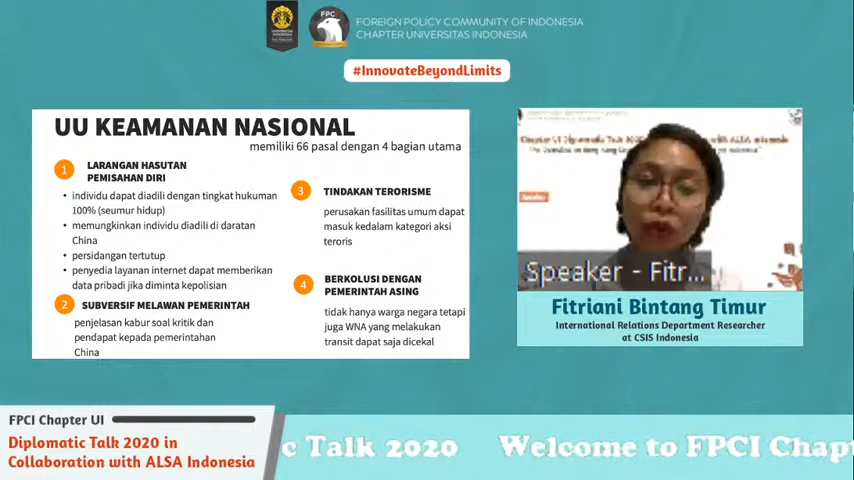 FOREIGN POLICY COMMUNITY OF INDONESIA
CHAPTER UNIVERSITAS INDONESIA
FPC
#InnovateBeyondLimits
UU KEAMANAN NASIONAL
memiliki 66 pasal dengan 4 bagian utama
1
LARANGAN HASUTAN
PEMISAHAN DIRI
• individu dapat diadili dengan tingkat hukuman
100% (seumur hidup)
• memungkinkan individu diadili di daratan
China
• persidangan tertutup
• penyedia layanan internet dapat memberikan
data pribadi jika diminta kepolisian
2
SUBVERSIF MELAWAN PEMERINTAH
penjelasan kabur soal kritik dan
pendapat kepada pemerintahan
China
3
TINDAKAN TERORISME
perusakan fasilitas umum dapat
masuk kedalam kategori aksi
teroris
4
BERKOLUSI DENGAN
PEMERINTAH ASING
tidak hanya warga negara tetapi
juga WNA yang melakukan
transit dapat saja dicekal
Speaker - Fitr...
Fitriani Bintang Timur
International Relations Department Researcher
at CSIS Indonesia
FPCI Chapter UI
Diplomatic Talk 2020 in
Collaboration with ALSA Indonesia
c Talk 2020 Welcome to FPCI Chap